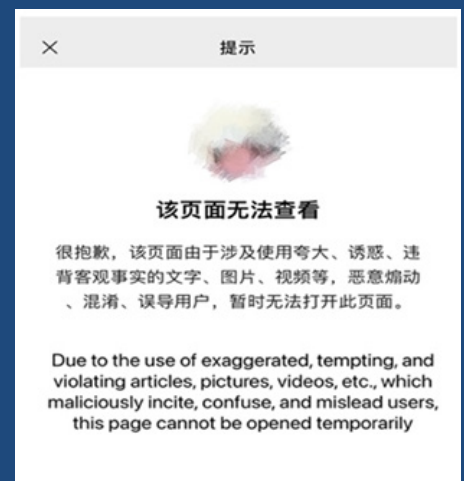 提示
该页面无法查看
很抱歉，该页面由于涉及使用夸大、诱惑、违
背客观事实的文字、图片、视频等，恶意煽动
、混淆、误导用户，暂时无法打开此页面。
Due to the use of exaggerated, tempting, and
violating articles, pictures, videos, etc., which
maliciously incite, confuse, and mislead users,
this page cannot be opened temporarily